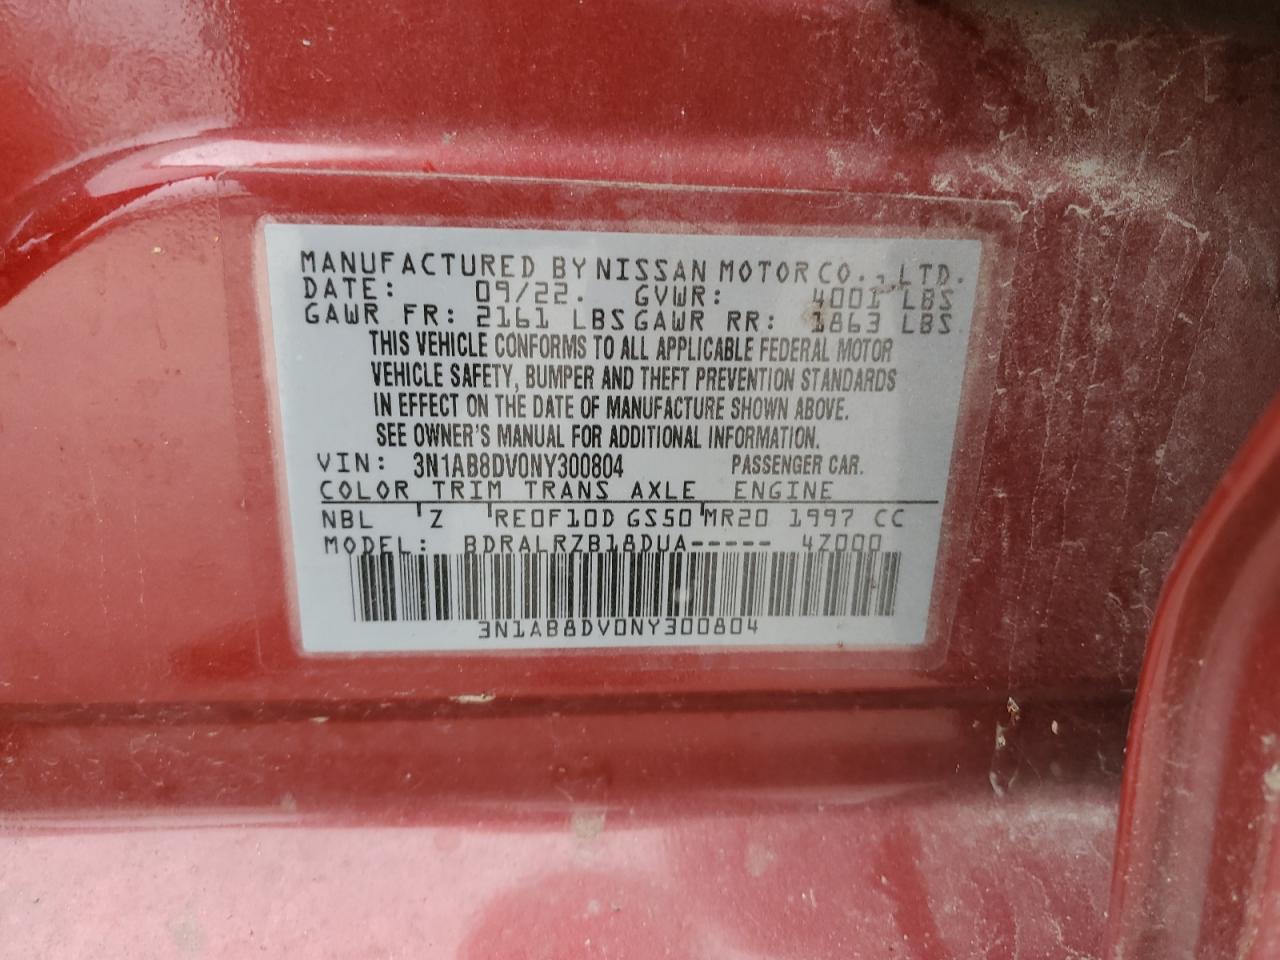 MANUFACTURED BY NISSAN MOTOR CO., LTD.
DATE: 09/22. GVWR: 4001 LBS
GAWR FR: 2161 LBS GAWR RR: 1863 LBS
THIS VEHICLE CONFORMS TO ALL APPLICABLE FEDERAL MOTOR
VEHICLE SAFETY, BUMPER AND THEFT PREVENTION STANDARDS
IN EFFECT ON THE DATE OF MANUFACTURE SHOWN ABOVE.
SEE OWNER'S MANUAL FOR ADDITIONAL INFORMATION.
VIN: 3N1AB8DV0NY300804 PASSENGER CAR.
COLOR TRIM TRANS AXLE ENGINE
NBL 'Z 'RE0F10D GS50'MR20 1997 CC
MODEL: BDRALRZB18DUA----- 4Z000
3N1AB8DV0NY300804